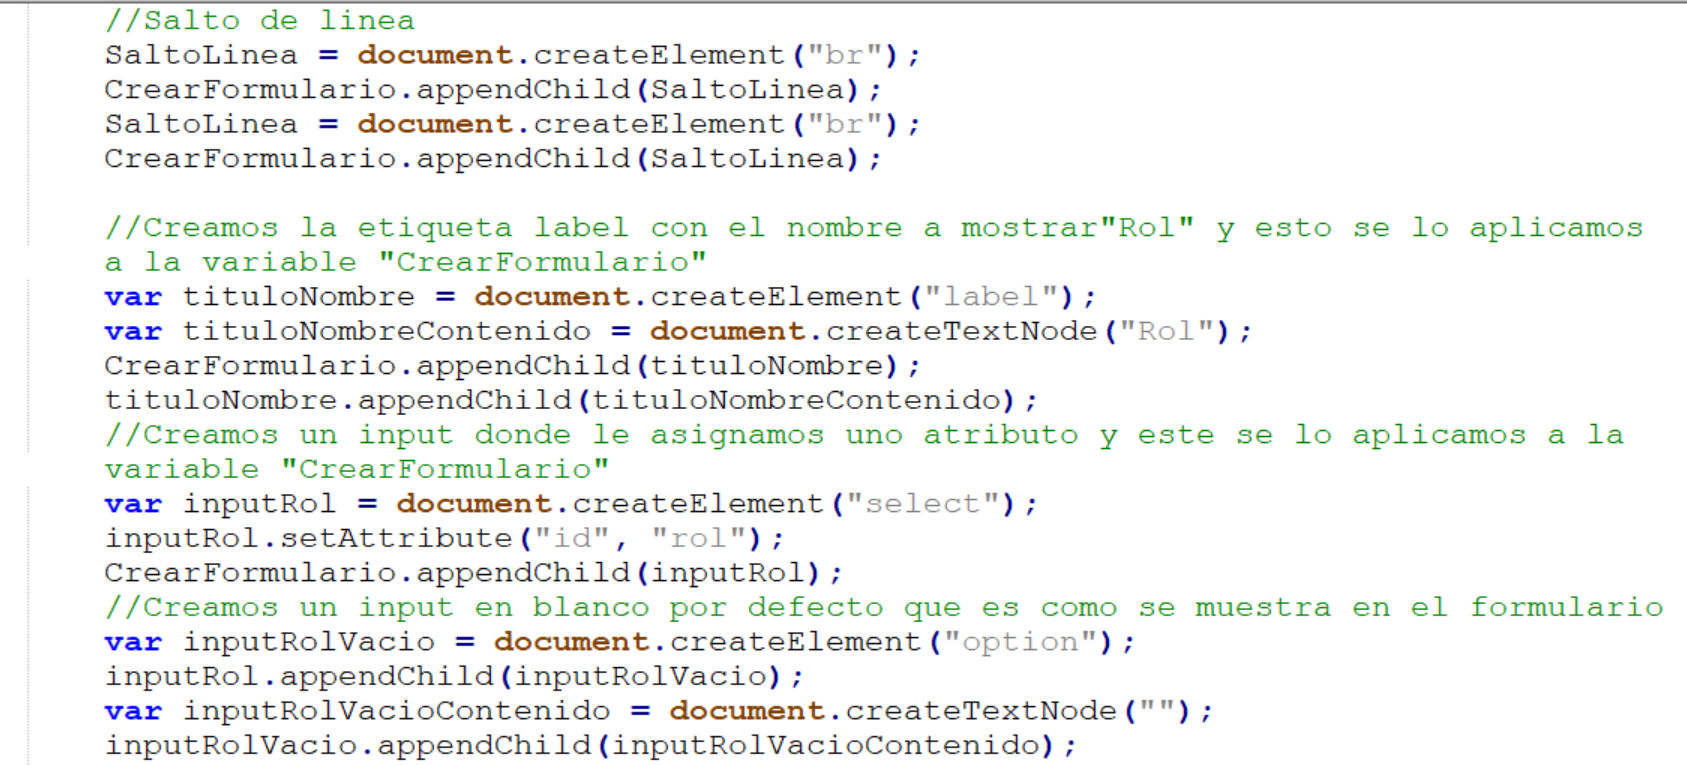 //Salto de linea
SaltoLinea = document.createElement("br");
CrearFormulario.appendChild(SaltoLinea);
SaltoLinea = document.createElement("br");
CrearFormulario.appendChild(SaltoLinea);
//Creamos la etiqueta label con el nombre a mostrar"Rol" y esto se lo aplicamos
a la variable "CrearFormulario"
var tituloNombre = document.createElement("label");
var tituloNombreContenido = document.createTextNode("Rol");
CrearFormulario.appendChild(tituloNombre);
tituloNombre.appendChild(tituloNombreContenido);
//Creamos un input donde le asignamos uno atributo y este se lo aplicamos a la
variable "CrearFormulario"
var inputRol = document.createElement("select");
inputRol.setAttribute("id", "rol");
CrearFormulario.appendChild(inputRol);
//Creamos un input en blanco por defecto que es como se muestra en el formulario
var inputRolVacio = document.createElement("option");
inputRol.appendChild(inputRolVacio);
var inputRolVacioContenido = document.createTextNode("");
inputRolVacio.appendChild(inputRolVacioContenido);